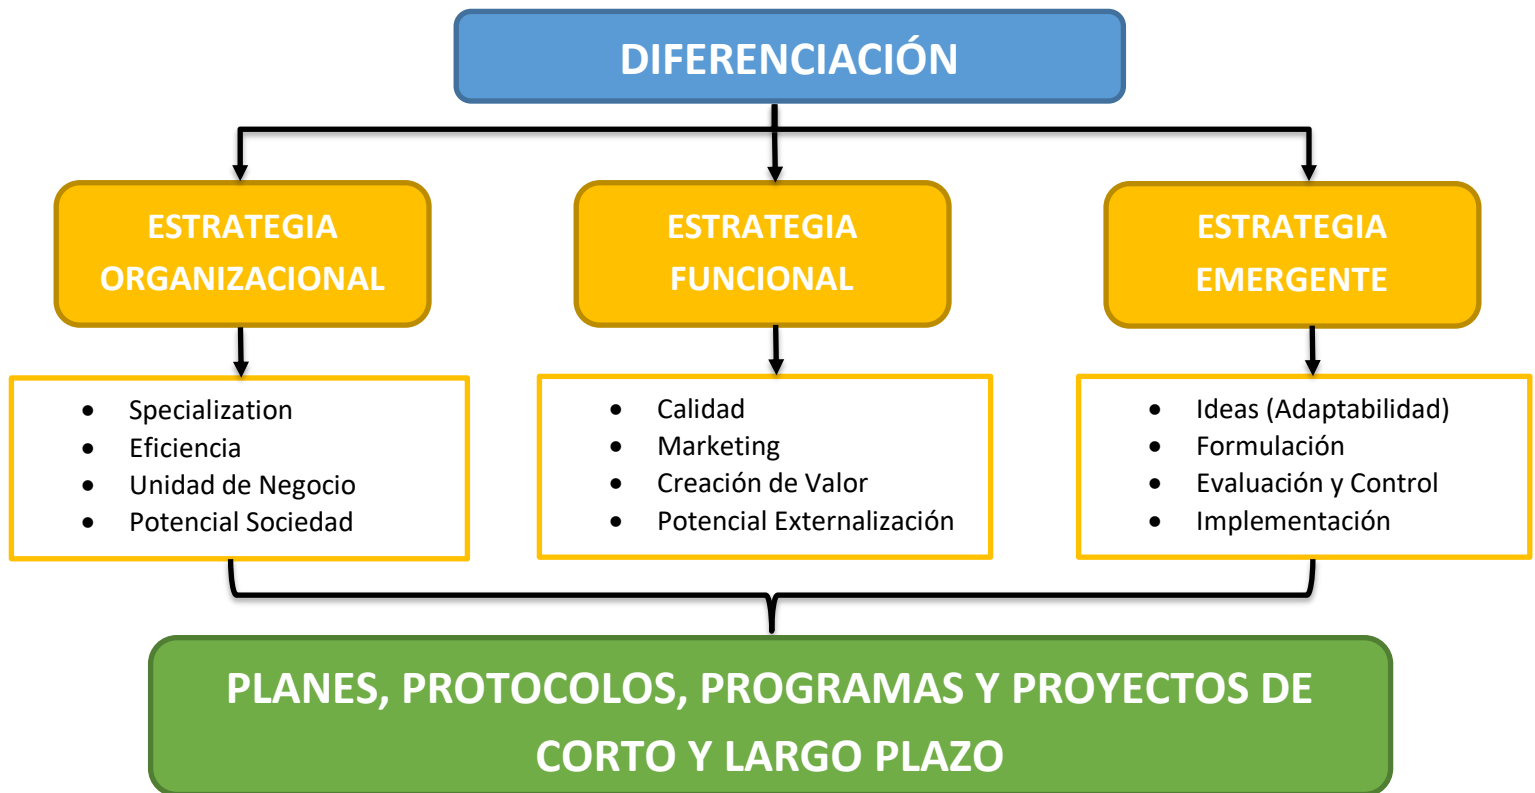 DIFERENCIACIÓN
ESTRATEGIA
ORGANIZACIONAL
ESTRATEGIA
FUNCIONAL
ESTRATEGIA
EMERGENTE
• Specialization
• Eficiencia
• Unidad de Negocio
• Potencial Sociedad
• Calidad
• Marketing
• Creación de Valor
• Potencial Externalización
• Ideas (Adaptabilidad)
• Formulación
• Evaluación y Control
• Implementación
PLANES, PROTOCOLOS, PROGRAMAS Y PROYECTOS DE
CORTO Y LARGO PLAZO